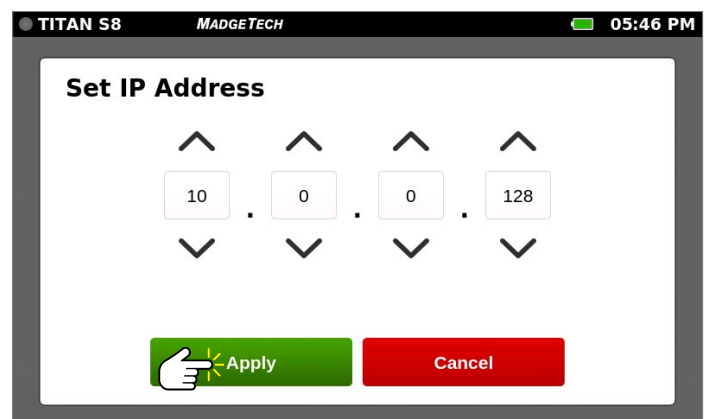 TITAN S8 MADGETECH 05:46 PM
Set IP Address
10 . 0 . 0 . 128
Apply Cancel